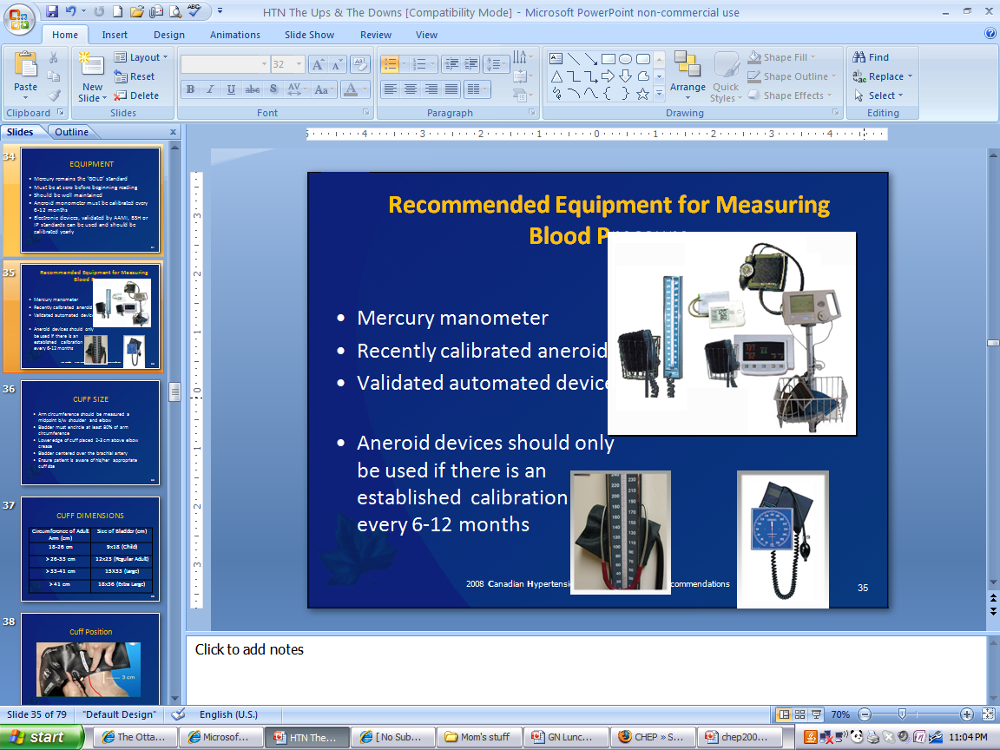 HTN The Ups & The Downs [Compatibility Mode] - Microsoft PowerPoint non-commercial use
Home Insert Design Animations Slide Show Review View
Paste
Clipboard
New Slide
Layout
Reset
Delete
Slides
32
Font
Paragraph
Arrange
Quick Styles
Shape Fill
Shape Outline
Shape Effects
Drawing
Find
Replace
Select
Editing
Slides Outline
34
EQUIPMENT
Mercury remains the 'GOLD' standard
Must be at zero before beginning reading
Should be well maintained
Aneroid monometer must be calibrated every
6-12 months
Electronic devices, validated by AAMI, BSH or
IP standards can be used and should be
calibrated yearly
35
Recommended Equipment for Measuring
Mercury manometer
Recently calibrated aneroid
Validated automated device
Aneroid devices should only
be used if there is an
established calibration
every 6-12 months
36
CUFF SIZE
Arm circumference should be measured a
midpoint b/w shoulder and elbow
Bladder must encircle at least 80% of arm
circumference
Lower edge of cuff placed 2-3 cm above elbow
crease
Bladder centered over the brachial artery
Ensure patient is aware of his/her appropriate
cuff size
37
CUFF DIMENSIONS
Circumference of Adult Arm (cm) Size of Bladder (cm)
18-26 cm 9x18 (Child)
>26-33 cm 12x23 (Regular Adult)
>33-41 cm 15X33 (Large)
>41 cm 18x36 (Extra Large)
38
Cuff Position
3 cm
Recommended Equipment for Measuring
Blood
• Mercury manometer
• Recently calibrated aneroid
• Validated automated device
• Aneroid devices should only
be used if there is an
established calibration
every 6-12 months
2008 Canadian Hypertensi commendations
35
Click to add notes
Slide 35 of 79 "Default Design" English (U.S.) 70%
start The Otta... Microsof... HTN The... [ No Sub... Mom's stuff GN Lunc... CHEP » S... chep200... 11:04 PM